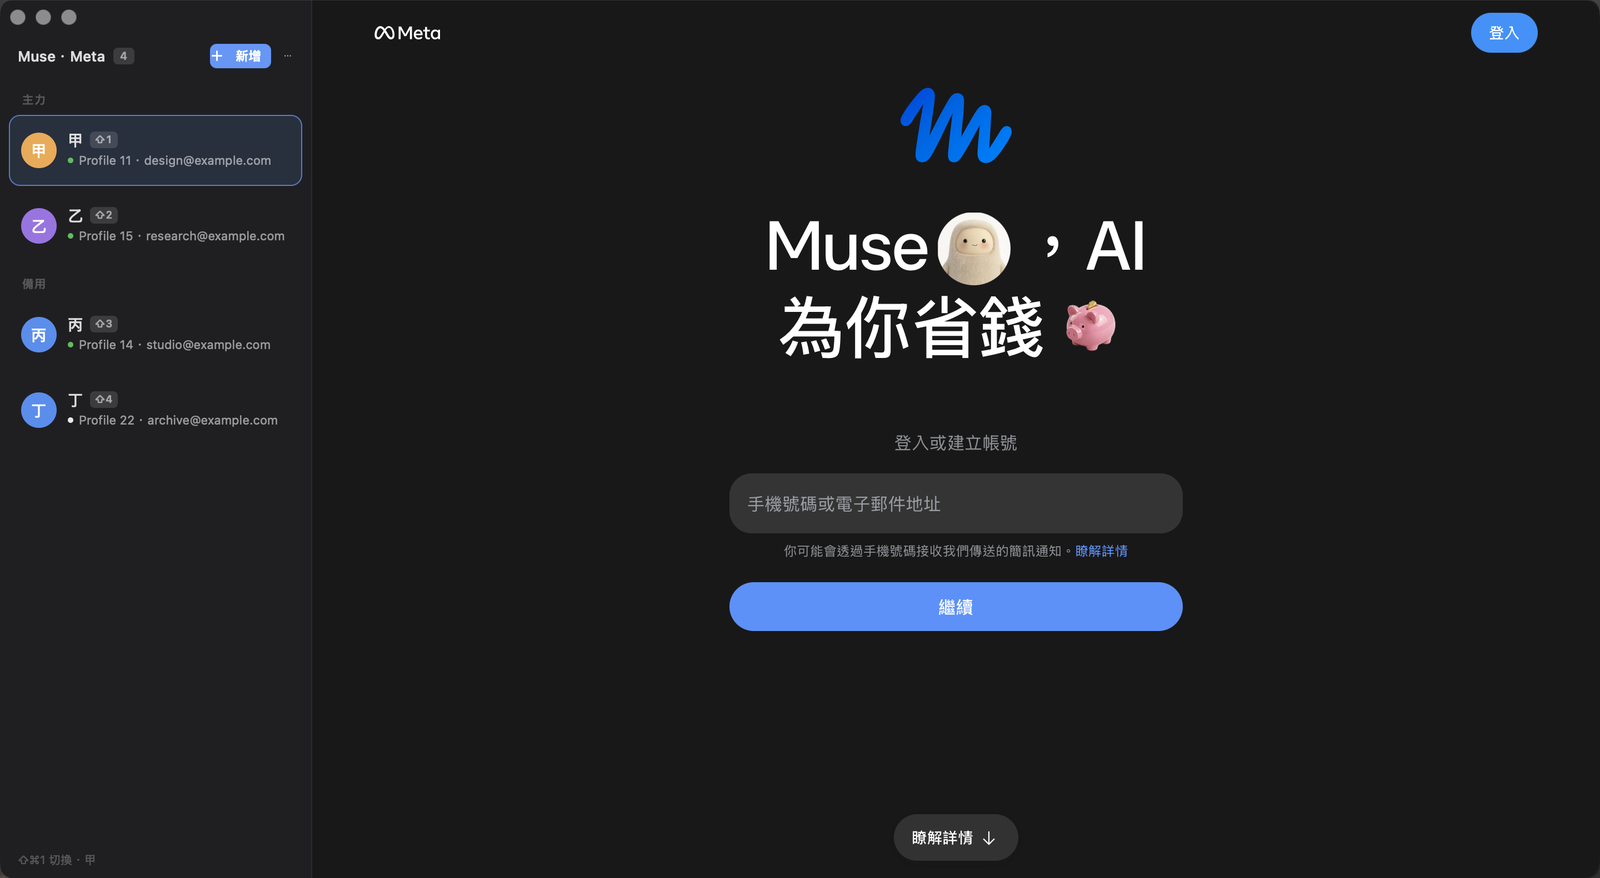 Muse · Meta 4
+ 新增 ···
主力
甲 甲 ⇧1
Profile 11 · design@example.com
乙 乙 ⇧2
Profile 15 · research@example.com
備用
丙 丙 ⇧3
Profile 14 · studio@example.com
丁 丁 ⇧4
Profile 22 · archive@example.com
⇧⌘1 切換 · 甲
Meta
登入
Muse，AI
為你省錢
登入或建立帳號
手機號碼或電子郵件地址
你可能會透過手機號碼接收我們傳送的簡訊通知。瞭解詳情
繼續
瞭解詳情 ↓